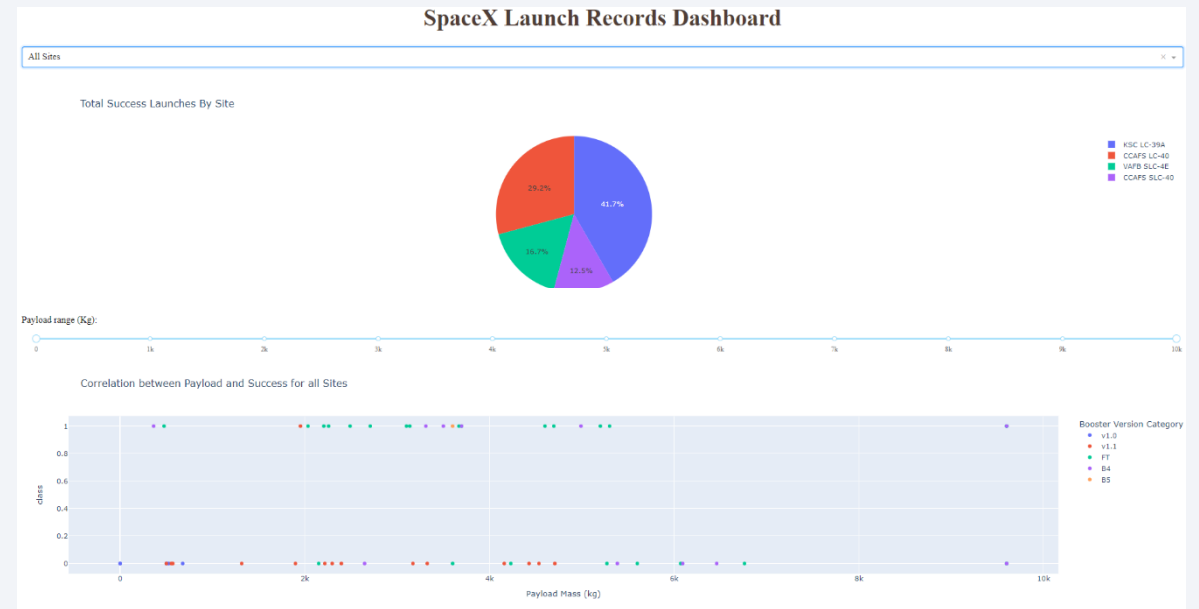 SpaceX Launch Records Dashboard
All Sites
Total Success Launches By Site
KSC LC-39A
CCAFS LC-40
VAFB SLC-4E
CCAFS SLC-40
29.2%
41.7%
16.7%
12.5%
Payload range (Kg):
0 1k 2k 3k 4k 5k 6k 7k 8k 9k 10k
Correlation between Payload and Success for all Sites
Booster Version Category
v1.0
v1.1
FT
B4
B5
class
1
0.8
0.6
0.4
0.2
0
0 2k 4k 6k 8k 10k
Payload Mass (kg)